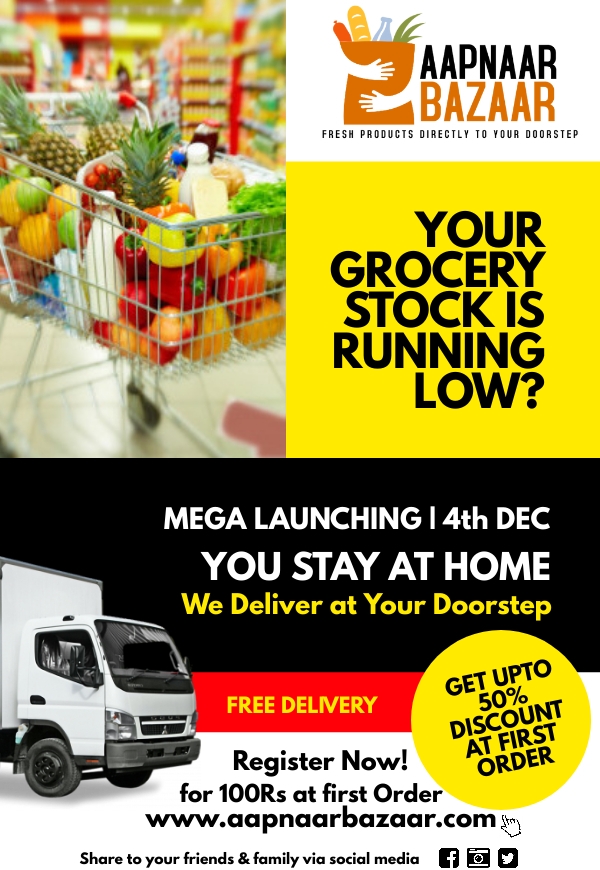 AAPNAAR
BAZAAR
FRESH PRODUCTS DIRECTLY TO YOUR DOORSTEP
YOUR
GROCERY
STOCK IS
RUNNING
LOW?
MEGA LAUNCHING | 4th DEC
YOU STAY AT HOME
We Deliver at Your Doorstep
FREE DELIVERY
GET UPTO
50%
DISCOUNT
AT FIRST
ORDER
Register Now!
for 100Rs at first Order
www.aapnaarbazaar.com
Share to your friends & family via social media